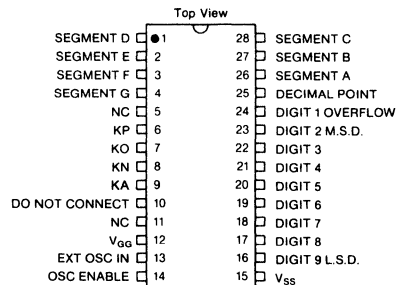 Top View
SEGMENT D 1 28 SEGMENT C
SEGMENT E 2 27 SEGMENT B
SEGMENT F 3 26 SEGMENT A
SEGMENT G 4 25 DECIMAL POINT
NC 5 24 DIGIT 1 OVERFLOW
KP 6 23 DIGIT 2 M.S.D.
KO 7 22 DIGIT 3
KN 8 21 DIGIT 4
KA 9 20 DIGIT 5
DO NOT CONNECT 10 19 DIGIT 6
NC 11 18 DIGIT 7
VGG 12 17 DIGIT 8
EXT OSC IN 13 16 DIGIT 9 L.S.D.
OSC ENABLE 14 15 VSS